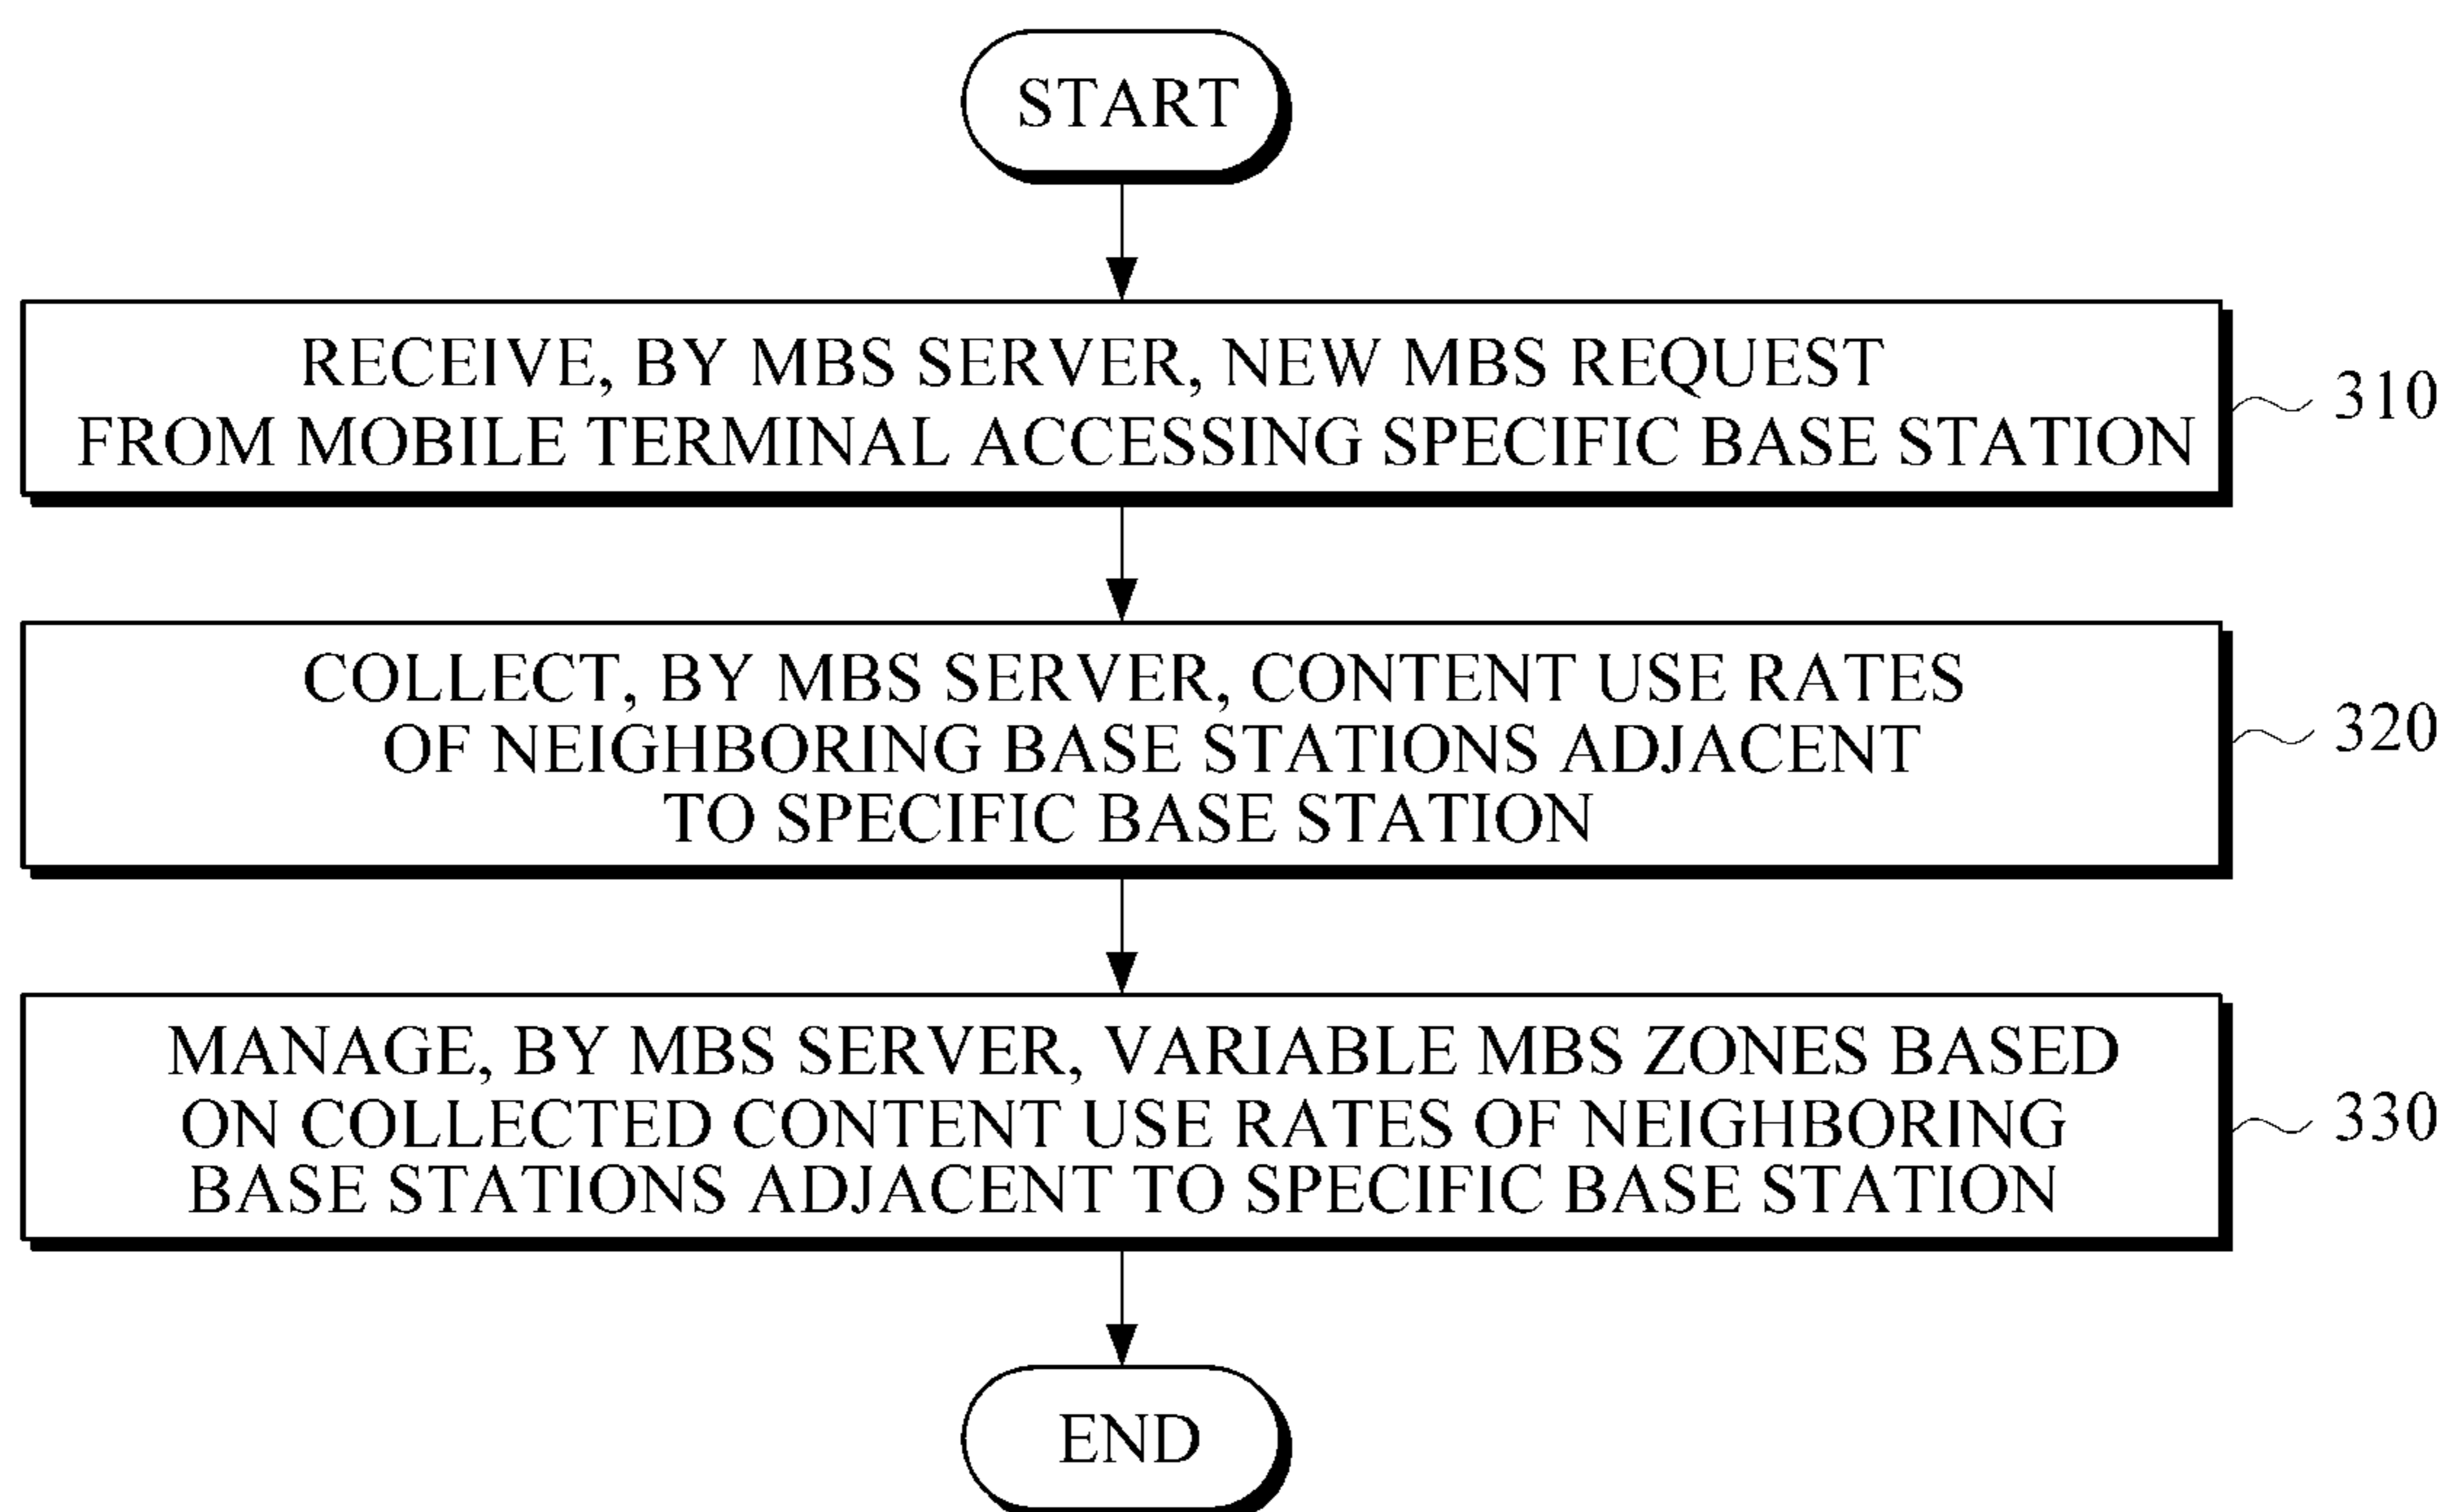 START
RECEIVE, BY MBS SERVER, NEW MBS REQUEST
FROM MOBILE TERMINAL ACCESSING SPECIFIC BASE STATION
310
COLLECT, BY MBS SERVER, CONTENT USE RATES
OF NEIGHBORING BASE STATIONS ADJACENT
TO SPECIFIC BASE STATION
320
MANAGE, BY MBS SERVER, VARIABLE MBS ZONES BASED
ON COLLECTED CONTENT USE RATES OF NEIGHBORING
BASE STATIONS ADJACENT TO SPECIFIC BASE STATION
330
END